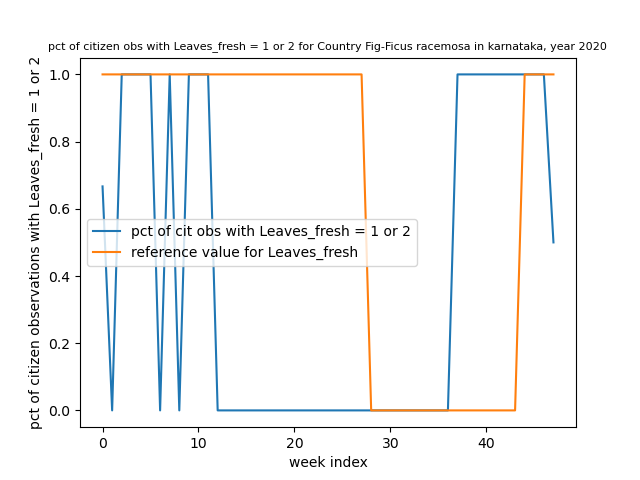 pct of citizen obs with Leaves_fresh = 1 or 2 for Country Fig-Ficus racemosa in karnataka, year 2020
pct of citizen observations with Leaves_fresh = 1 or 2
1.0
0.8
0.6
0.4
0.2
0.0
pct of cit obs with Leaves_fresh = 1 or 2
reference value for Leaves_fresh
0 10 20 30 40
week index